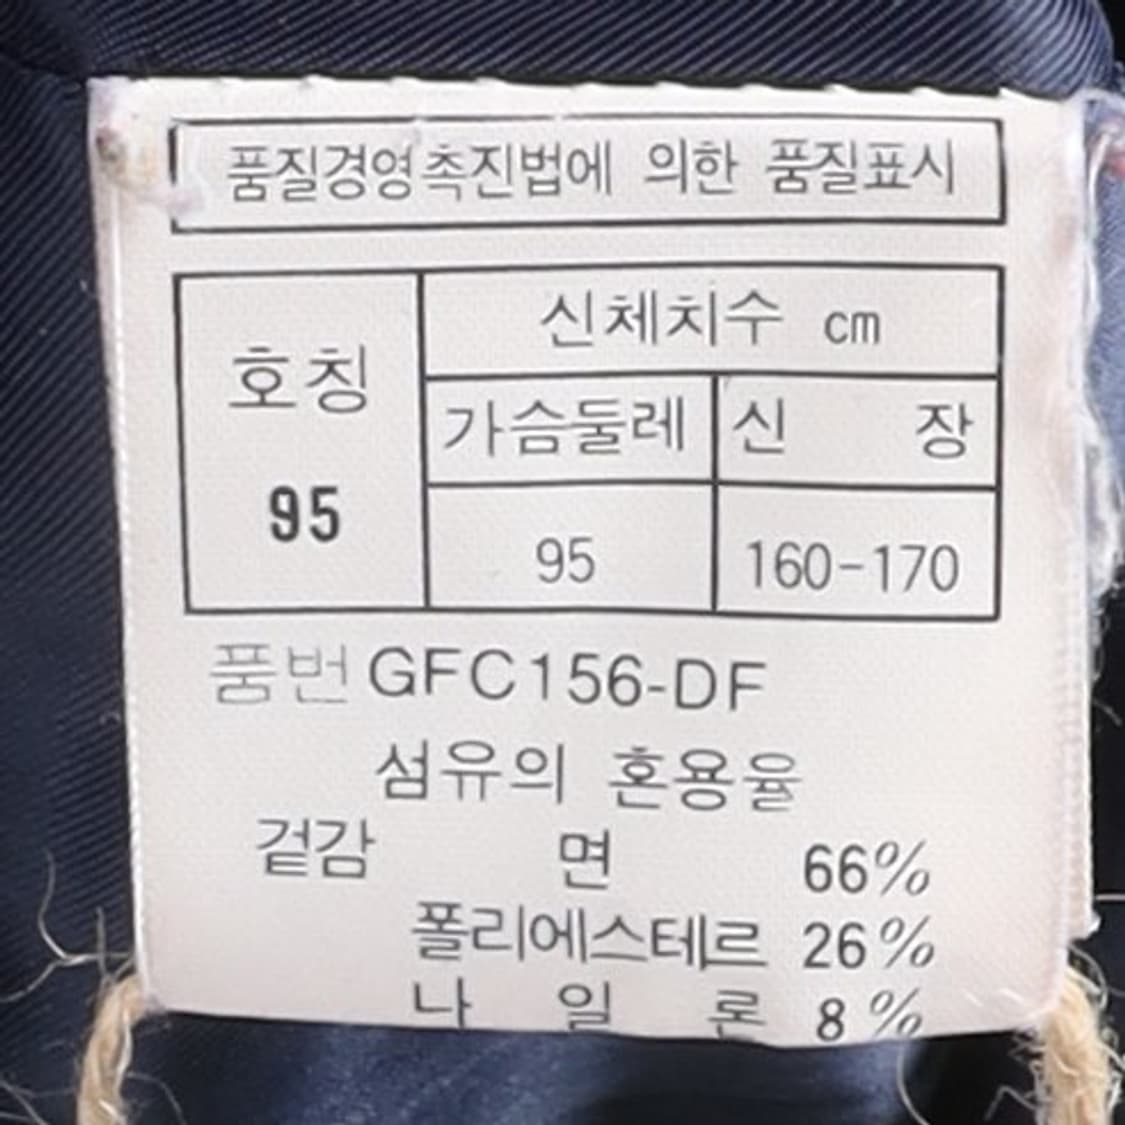 품질경영촉진법에 의한 품질표시
호칭
신체치수 cm
가슴둘레 신 장
95
95 160-170
품번 GFC156-DF
섬유의 혼용율
겉감 면 66%
폴리에스테르 26%
나 일 론 8%